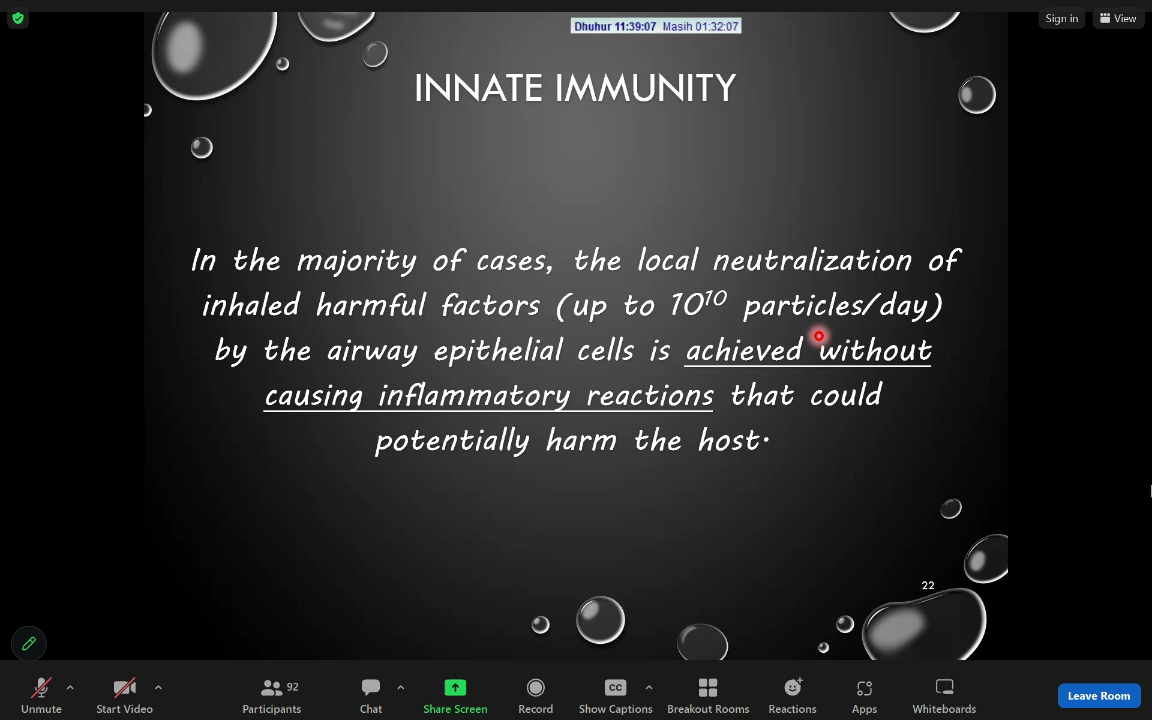 Dhuhur 11:39:07 Masih 01:32:07
Sign in
View
INNATE IMMUNITY
In the majority of cases, the local neutralization of
inhaled harmful factors (up to 10¹⁰ particles/day)
by the airway epithelial cells is achieved without
causing inflammatory reactions that could
potentially harm the host.
22
Unmute
Start Video
92
Participants
Chat
Share Screen
Record
CC
Show Captions
Breakout Rooms
Reactions
Apps
Whiteboards
Leave Room